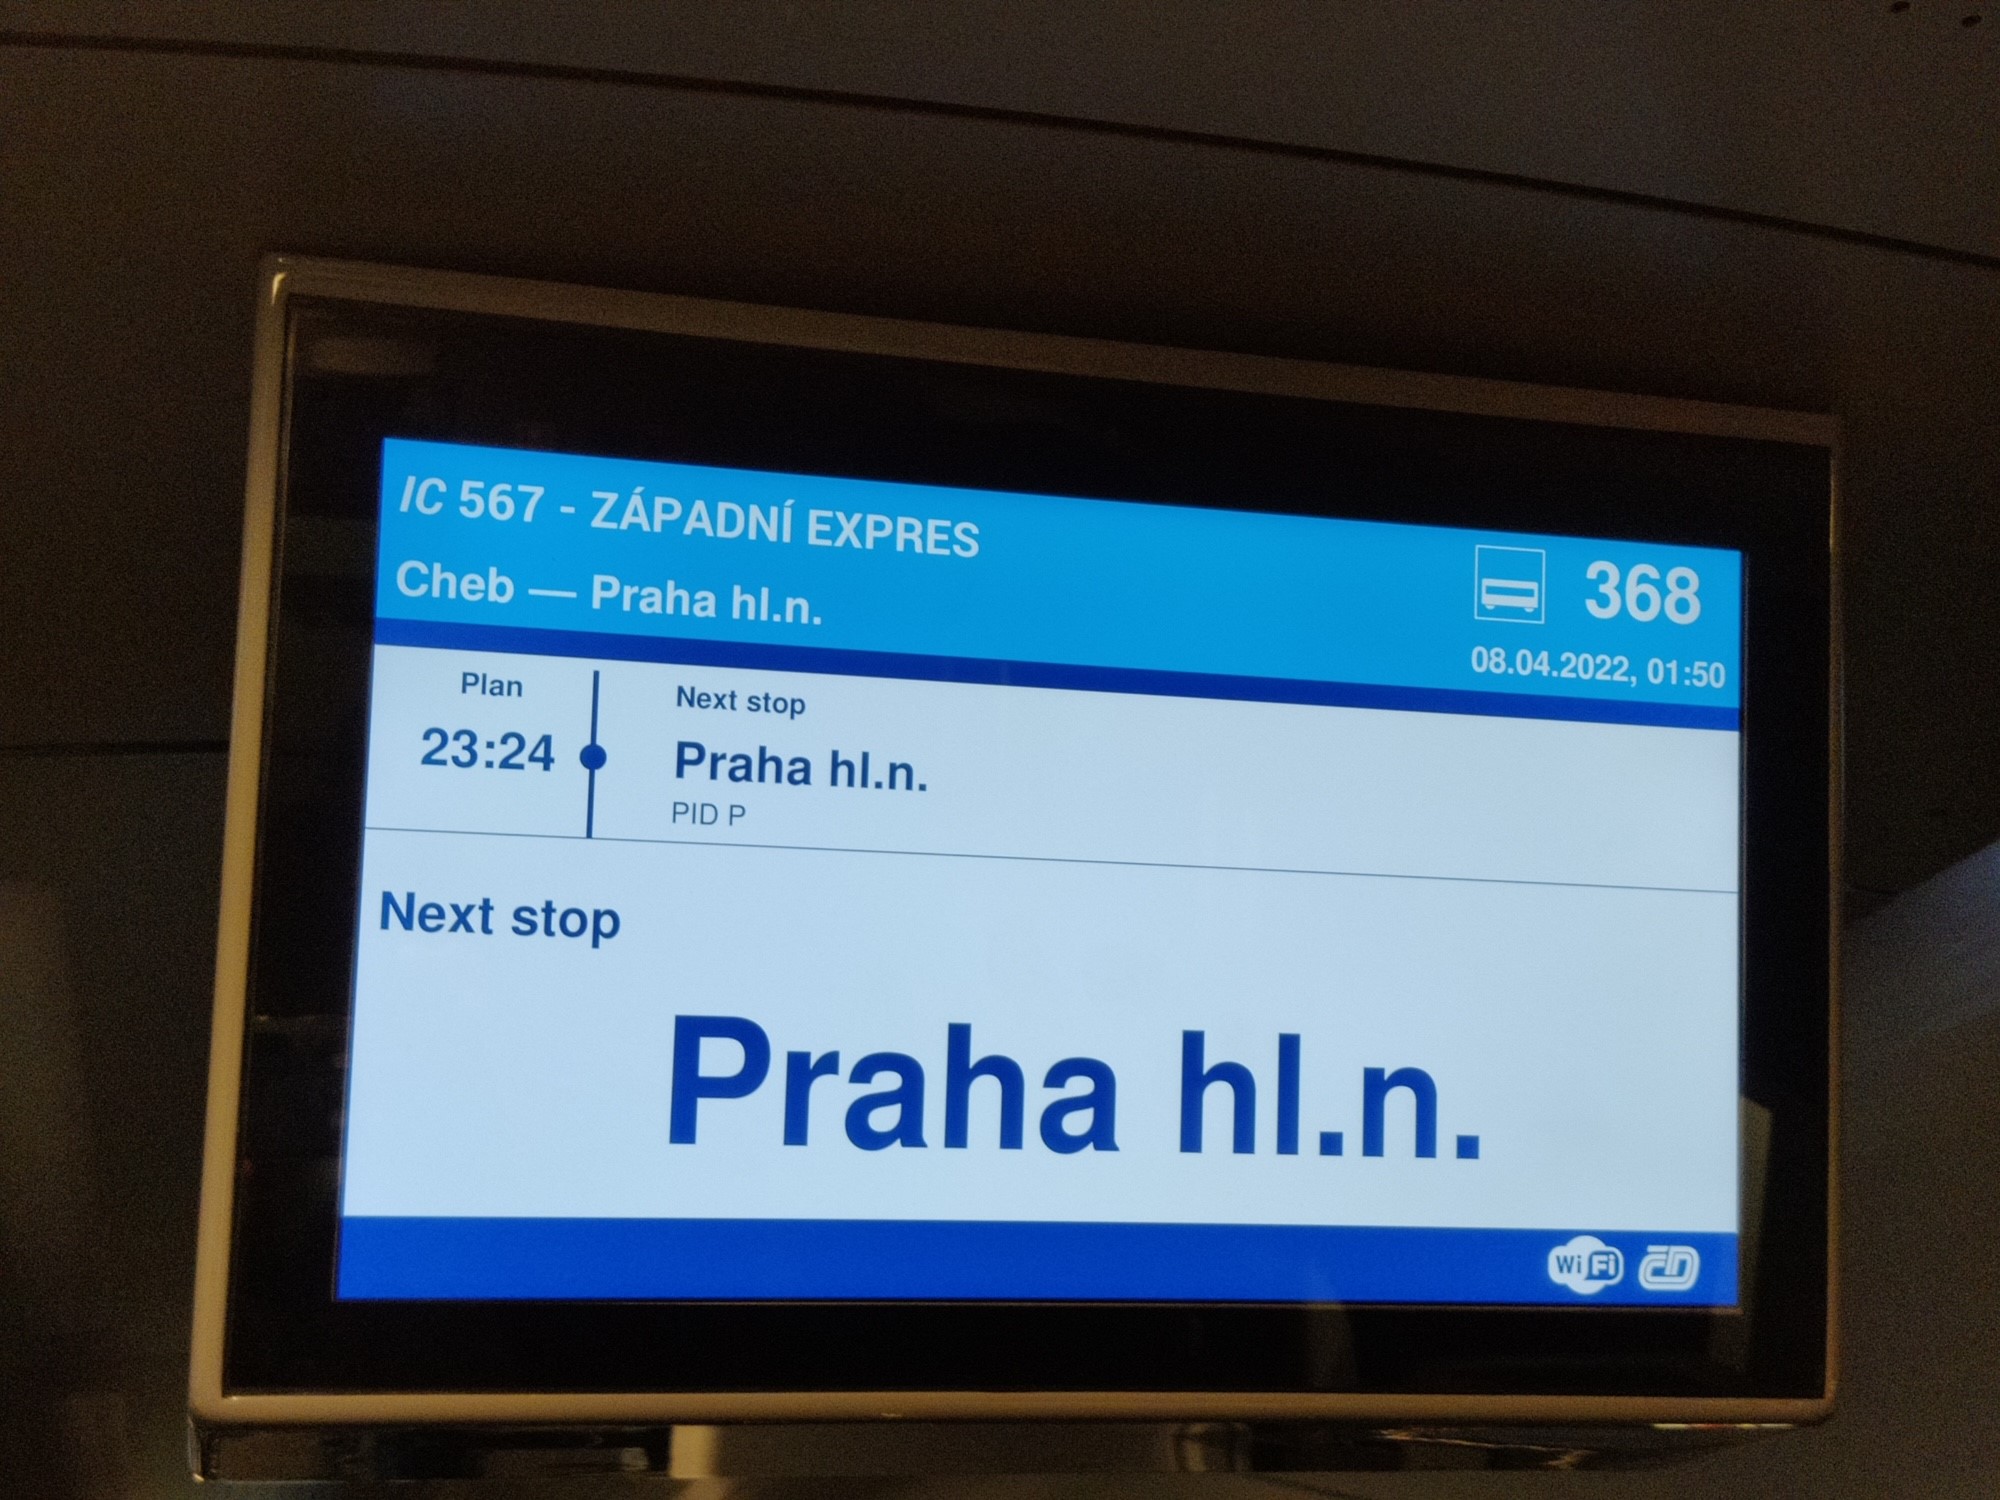 IC 567 - ZÁPADNÍ EXPRES
Cheb — Praha hl.n.
368
08.04.2022, 01:50
Plan
23:24
Next stop
Praha hl.n.
PID P
Next stop
Praha hl.n.
WiFi ČD